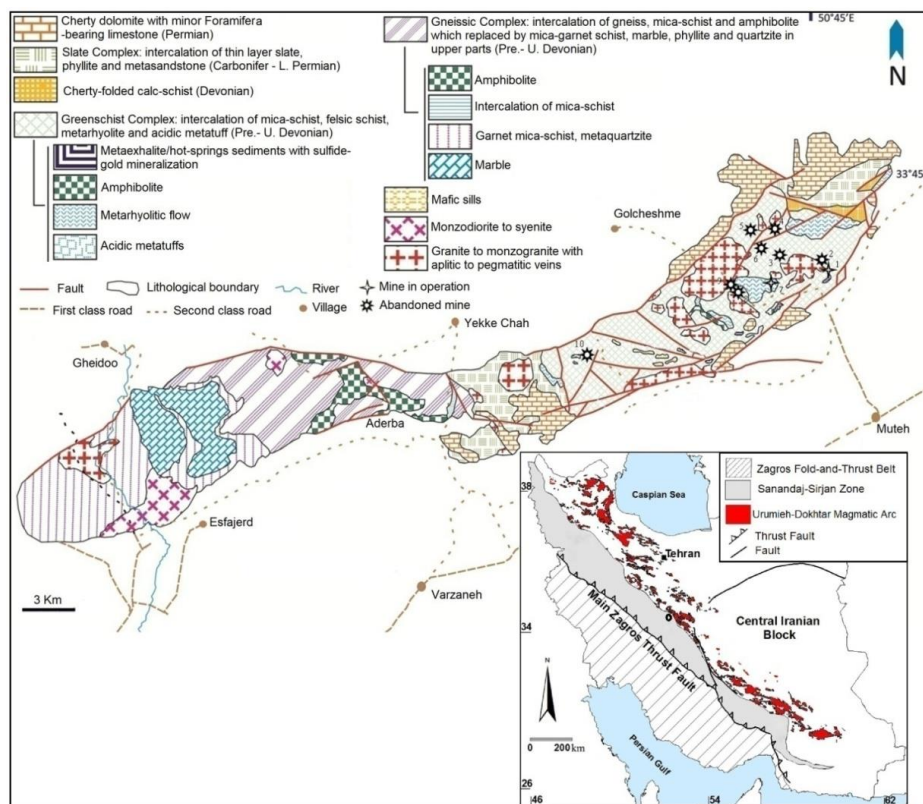 Cherty dolomite with minor Foramifera
-bearing limestone (Permian)
Slate Complex: intercalation of thin layer slate,
phyllite and metasandstone (Carbonifer - L. Permian)
Cherty-folded calc-schist (Devonian)
Greenschist Complex: intercalation of mica-schist, felsic schist,
metarhyolite and acidic metatuff (Pre.- U. Devonian)
Metaexhalite/hot-springs sediments with sulfide-
gold mineralization
Amphibolite
Metarhyolitic flow
Acidic metatuffs
Gneissic Complex: intercalation of gneiss, mica-schist and amphibolite
which replaced by mica-garnet schist, marble, phyllite and quartzite in
upper parts (Pre.- U. Devonian)
Amphibolite
Intercalation of mica-schist
Garnet mica-schist, metaquartzite
Marble
Mafic sills
Monzodiorite to syenite
Granite to monzogranite with
aplitic to pegmatitic veins
Fault
Lithological boundary
River
Mine in operation
First class road
Second class road
Village
Abandoned mine
50°45'E
N
33°45'
Golcheshme
Yekke Chah
Gheidoo
Aderba
Muteh
Esfajerd
Varzaneh
3 Km
5
6
3
2
1
10
Zagros Fold-and-Thrust Belt
Sanandaj-Sirjan Zone
Urumieh-Dokhtar Magmatic Arc
Thrust Fault
Fault
38
Caspian Sea
Tehran
34
Main Zagros Thrust Fault
Central Iranian
Block
N
0 200 km
Persian Gulf
26
46
54
62